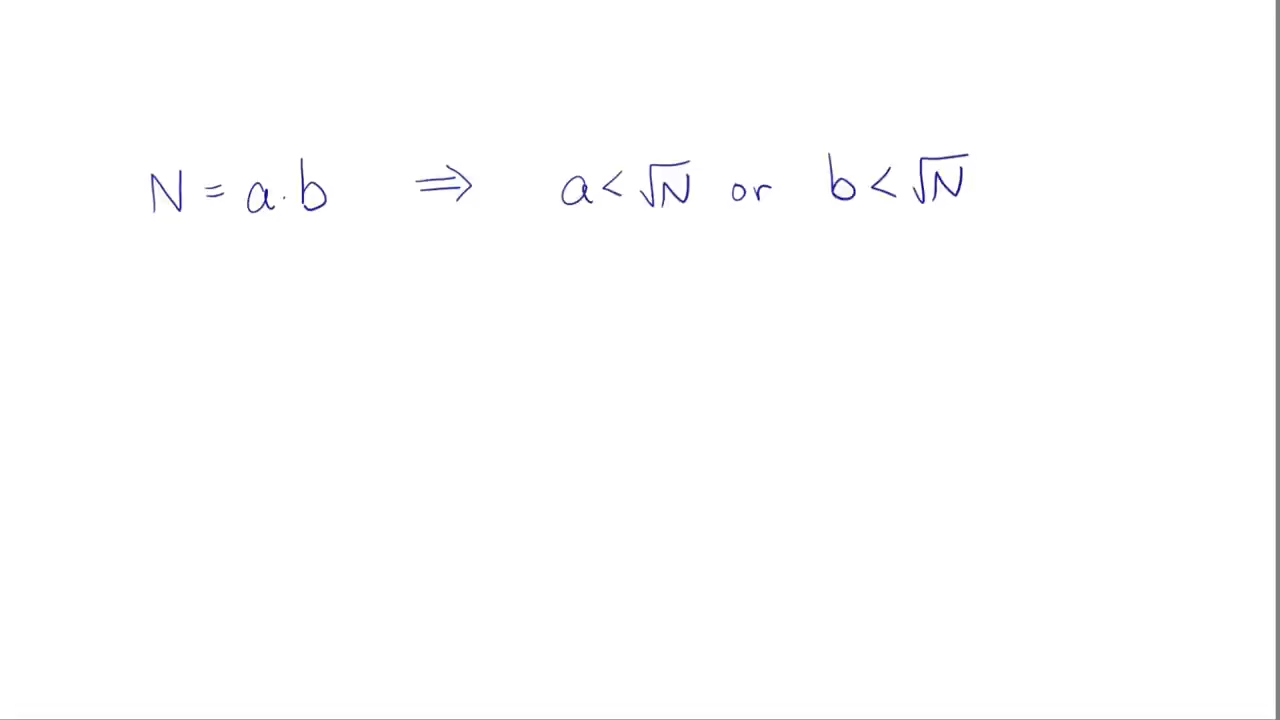 N = a.b ⇒ a < √N or b < √N